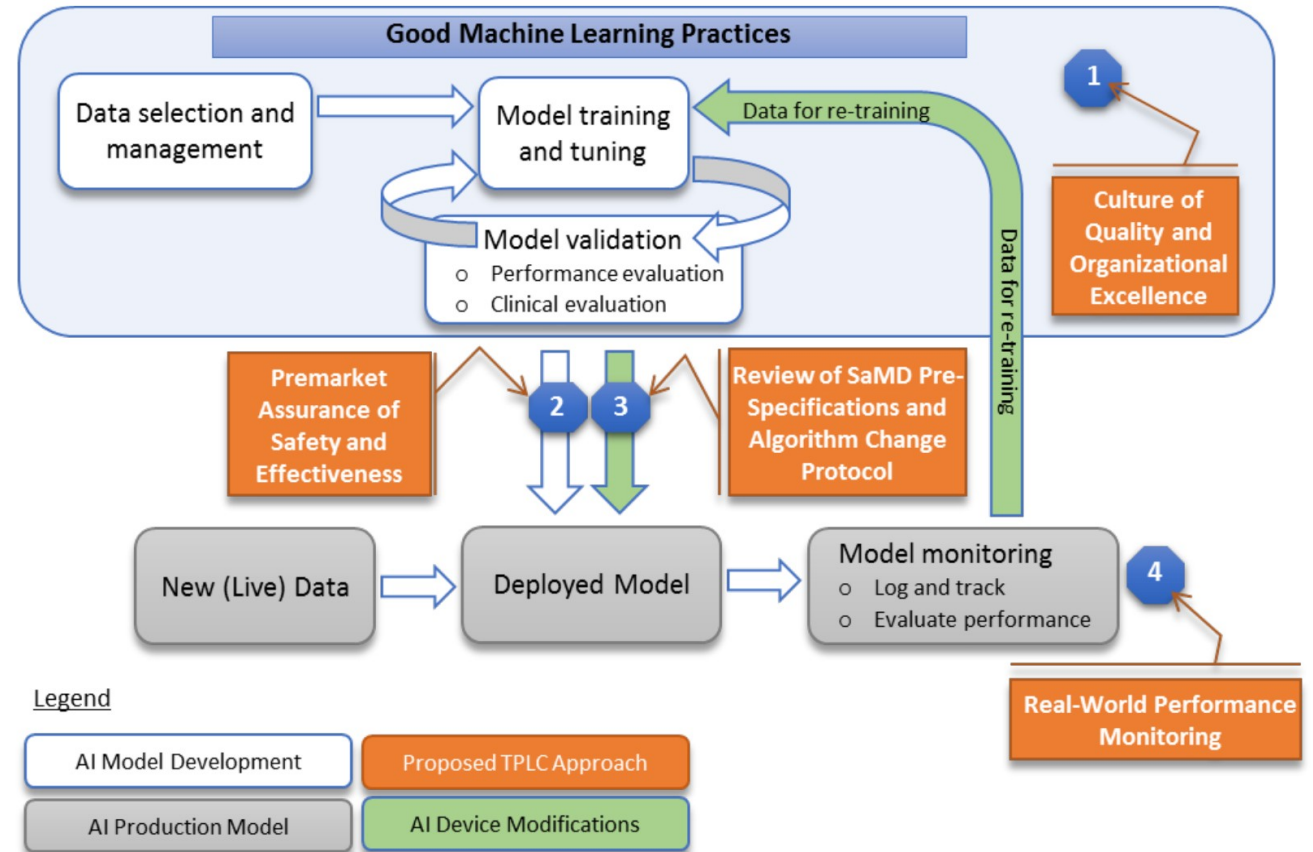 Good Machine Learning Practices
Data selection and
management
Model training
and tuning
Data for re-training
1
Culture of
Quality and
Organizational
Excellence
Model validation
o Performance evaluation
o Clinical evaluation
Data for re-training
Premarket
Assurance of
Safety and
Effectiveness
2
3
Review of SaMD Pre-
Specifications and
Algorithm Change
Protocol
New (Live) Data
Deployed Model
Model monitoring
o Log and track
o Evaluate performance
4
Real-World Performance
Monitoring
Legend
AI Model Development
Proposed TPLC Approach
AI Production Model
AI Device Modifications